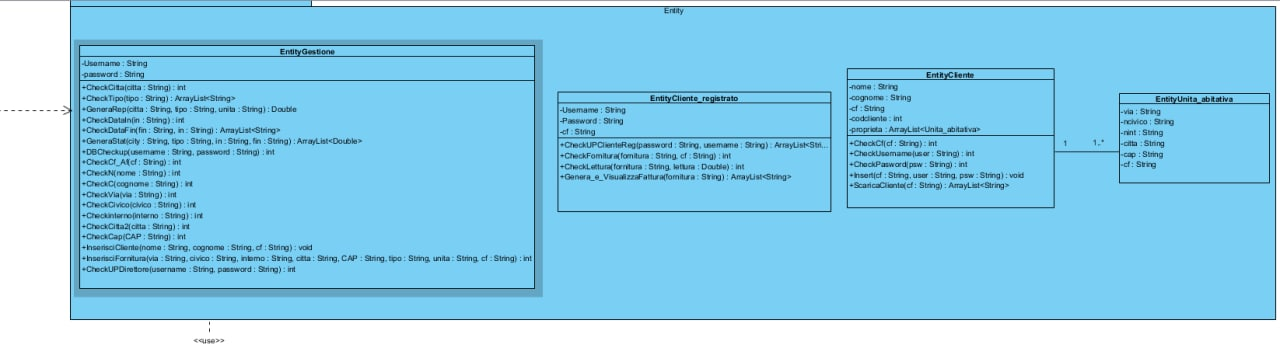 Entity
EntityGestione
-Username : String
-password : String
+CheckCitta(citta : String) : int
+CheckTipo(tipo : String) : ArrayList<String>
+GeneraRep(citta : String, tipo : String, unita : String) : Double
+CheckDataIn(in : String) : int
+CheckDataFin(fin : String, in : String) : ArrayList<String>
+GeneraStat(city : String, tipo : String, in : String, fin : String) : ArrayList<Double>
+DBCheckup(username : String, password : String) : int
+CheckCf_A(cf : String) : int
+CheckN(nome : String) : int
+CheckC(cognome : String) : int
+CheckVia(via : String) : int
+CheckCivico(civico : String) : int
+Checkinterno(interno : String) : int
+CheckCitta2(citta : String) : int
+CheckCap(CAP : String) : int
+InserisciCliente(nome : String, cognome : String, cf : String) : void
+InserisciFornitura(via : String, civico : String, interno : String, citta : String, CAP : String, tipo : String, unita : String, cf : String) : int
+CheckUPDirettore(username : String, password : String) : int
EntityCliente_registrato
-Username : String
-Password : String
-cf : String
+CheckUPClienteReg(password : String, username : String) : ArrayList<Stri...
+CheckFornitura(fornitura : String, cf : String) : int
+CheckLettura(fornitura : String, lettura : Double) : int
+Genera_e_VisualizzaFattura(fornitura : String) : ArrayList<String>
EntityCliente
-nome : String
-cognome : String
-cf : String
-codcliente : int
-proprieta : ArrayList<Unita_abitativa>
+CheckCf(cf : String) : int
+CheckUsername(user : String) : int
+CheckPasword(psw : String) : int
+Insert(cf : String, user : String, psw : String) : void
+ScaricaCliente(cf : String) : ArrayList<String>
1
1..*
EntityUnita_abitativa
-via : String
-ncivico : String
-nint : String
-citta : String
-cap : String
-cf : String
<<use>>